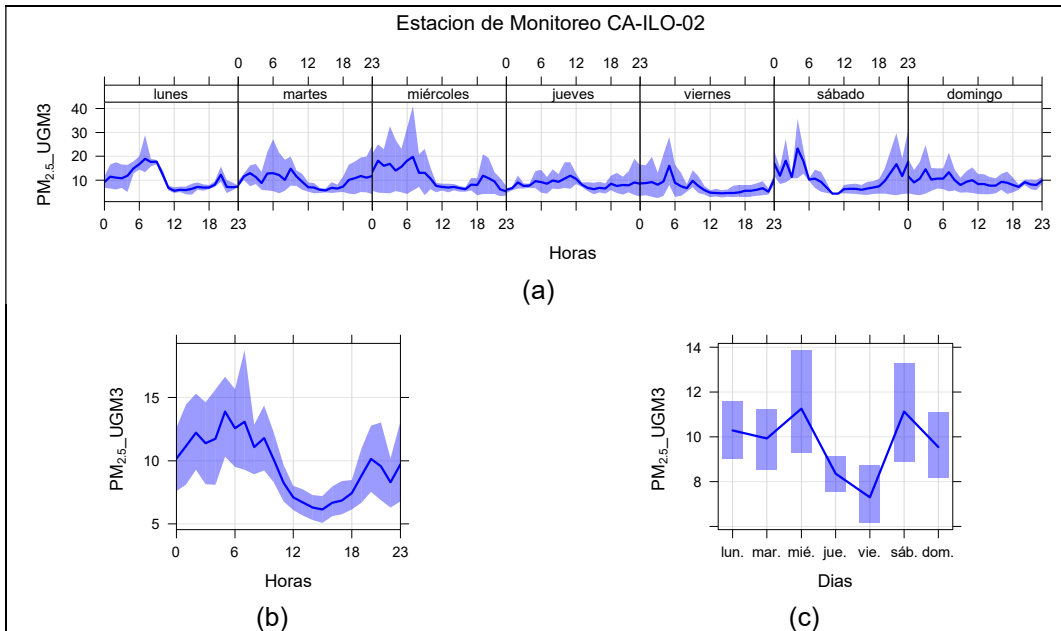 Estacion de Monitoreo CA-ILO-02
0 6 12 18 23 0 6 12 18 23
0 6 12 18 23
lunes martes miércoles jueves viernes sábado domingo
40
30
20
10
PM2.5_UGM3
0 6 12 18 23 0 6 12 18 23 0 6 12 18 23 0 6 12 18 23
Horas
(a)
15
10
5
PM2.5_UGM3
0 6 12 18 23
Horas
(b)
14
12
10
8
PM2.5_UGM3
lun. mar. mié. jue. vie. sáb. dom.
Dias
(c)